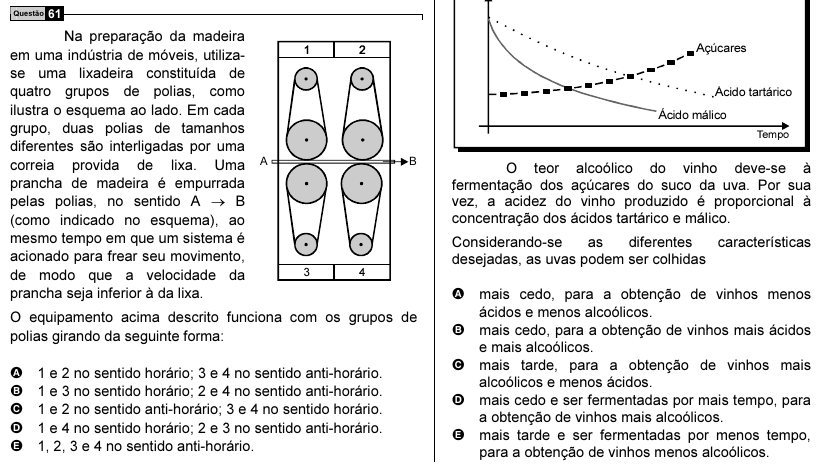 Questão 61
Na preparação da madeira
em uma indústria de móveis, utiliza-
se uma lixadeira constituída de
quatro grupos de polias, como
ilustra o esquema ao lado. Em cada
grupo, duas polias de tamanhos
diferentes são interligadas por uma
correia provida de lixa. Uma
prancha de madeira é empurrada
pelas polias, no sentido A → B
(como indicado no esquema), ao
mesmo tempo em que um sistema é
acionado para frear seu movimento,
de modo que a velocidade da
prancha seja inferior à da lixa.
1 2
A B
3 4
O equipamento acima descrito funciona com os grupos de
polias girando da seguinte forma:
A 1 e 2 no sentido horário; 3 e 4 no sentido anti-horário.
B 1 e 3 no sentido horário; 2 e 4 no sentido anti-horário.
C 1 e 2 no sentido anti-horário; 3 e 4 no sentido horário.
D 1 e 4 no sentido horário; 2 e 3 no sentido anti-horário.
E 1, 2, 3 e 4 no sentido anti-horário.
Açúcares
Ácido tartárico
Ácido málico
Tempo
O teor alcoólico do vinho deve-se à
fermentação dos açúcares do suco da uva. Por sua
vez, a acidez do vinho produzido é proporcional à
concentração dos ácidos tartárico e málico.
Considerando-se as diferentes características
desejadas, as uvas podem ser colhidas
A mais cedo, para a obtenção de vinhos menos
ácidos e menos alcoólicos.
B mais cedo, para a obtenção de vinhos mais ácidos
e mais alcoólicos.
C mais tarde, para a obtenção de vinhos mais
alcoólicos e menos ácidos.
D mais cedo e ser fermentadas por mais tempo, para
a obtenção de vinhos mais alcoólicos.
E mais tarde e ser fermentadas por menos tempo,
para a obtenção de vinhos menos alcoólicos.